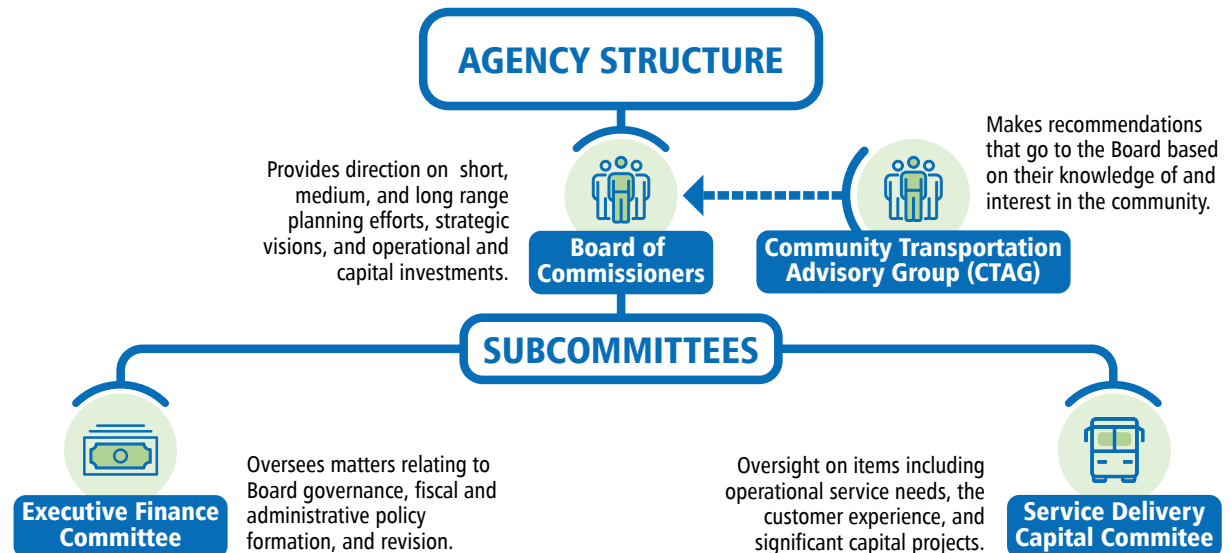 AGENCY STRUCTURE
Provides direction on short,
medium, and long range
planning efforts, strategic
visions, and operational and
capital investments.
Board of
Commissioners
Community Transportation
Advisory Group (CTAG)
Makes recommendations
that go to the Board based
on their knowledge of and
interest in the community.
SUBCOMMITTEES
Executive Finance
Committee
Oversees matters relating to
Board governance, fiscal and
administrative policy
formation, and revision.
Oversight on items including
operational service needs, the
customer experience, and
significant capital projects.
Service Delivery
Capital Commitee